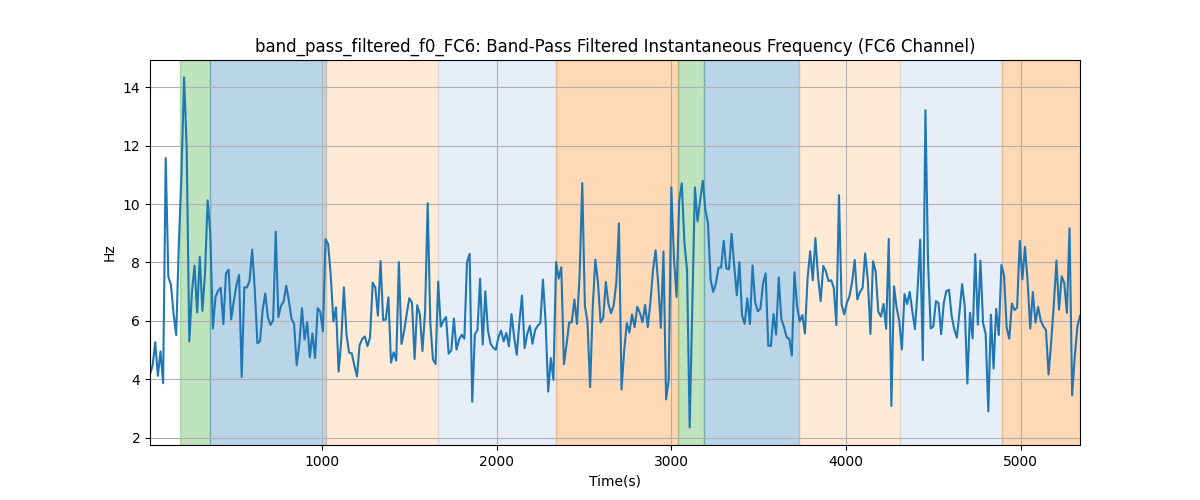 band_pass_filtered_f0_FC6: Band-Pass Filtered Instantaneous Frequency (FC6 Channel)
14
12
10
8
6
4
2
Hz
1000 2000 3000 4000 5000
Time(s)